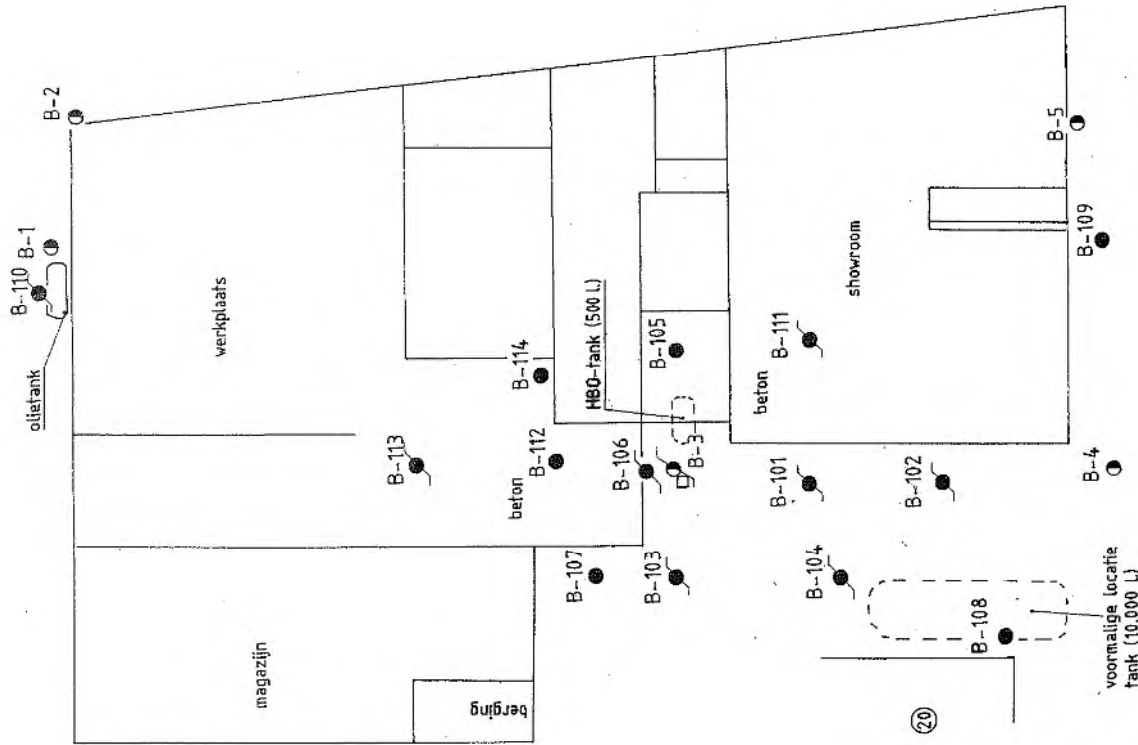 B-2
B-1
B-110
olietank
werkplaats
HBO-tank (500 l.)
B-105
B-114
B-111
beton
showroom
B-5
B-109
B-113
B-112
beton
B-106
B-3
B-101
B-102
B-4
B-107
B-103
B-104
B-108
voormalige locatie
tank (10.000 l.)
magazijn
berging
20